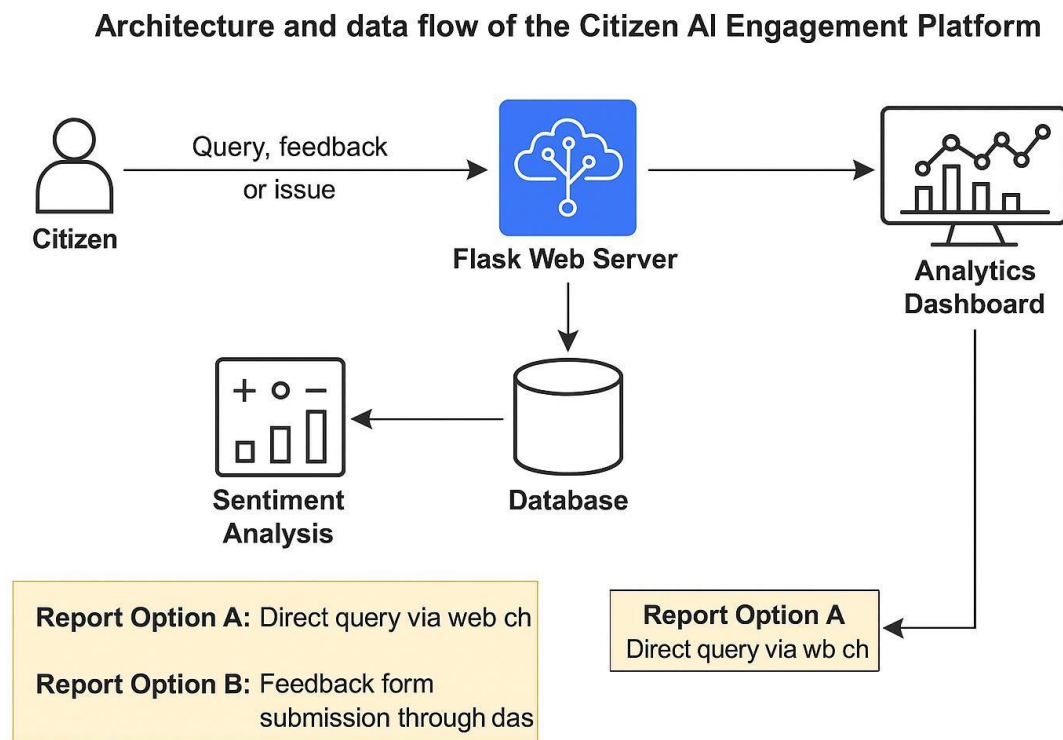 Architecture and data flow of the Citizen AI Engagement Platform
Query, feedback
or issue
Citizen
Flask Web Server
Analytics
Dashboard
Sentiment
Analysis
Database
Report Option A: Direct query via web ch
Report Option B: Feedback form
submission through das
Report Option A
Direct query via wb ch